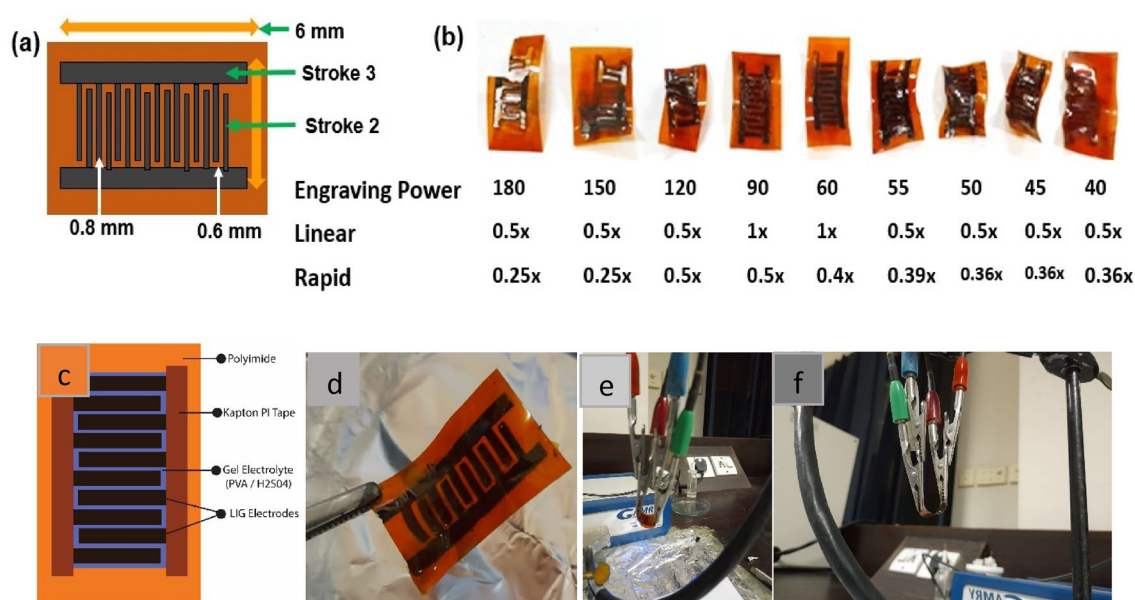 (a)
6 mm
Stroke 3
Stroke 2
0.8 mm
0.6 mm
(b)
Engraving Power 180 150 120 90 60 55 50 45 40
Linear 0.5x 0.5x 0.5x 1x 1x 0.5x 0.5x 0.5x 0.5x
Rapid 0.25x 0.25x 0.5x 0.5x 0.4x 0.39x 0.36x 0.36x 0.36x
c
Polyimide
Kapton PI Tape
Gel Electrolyte
(PVA / H2S04)
LIG Electrodes
d
e
f
GAMRY